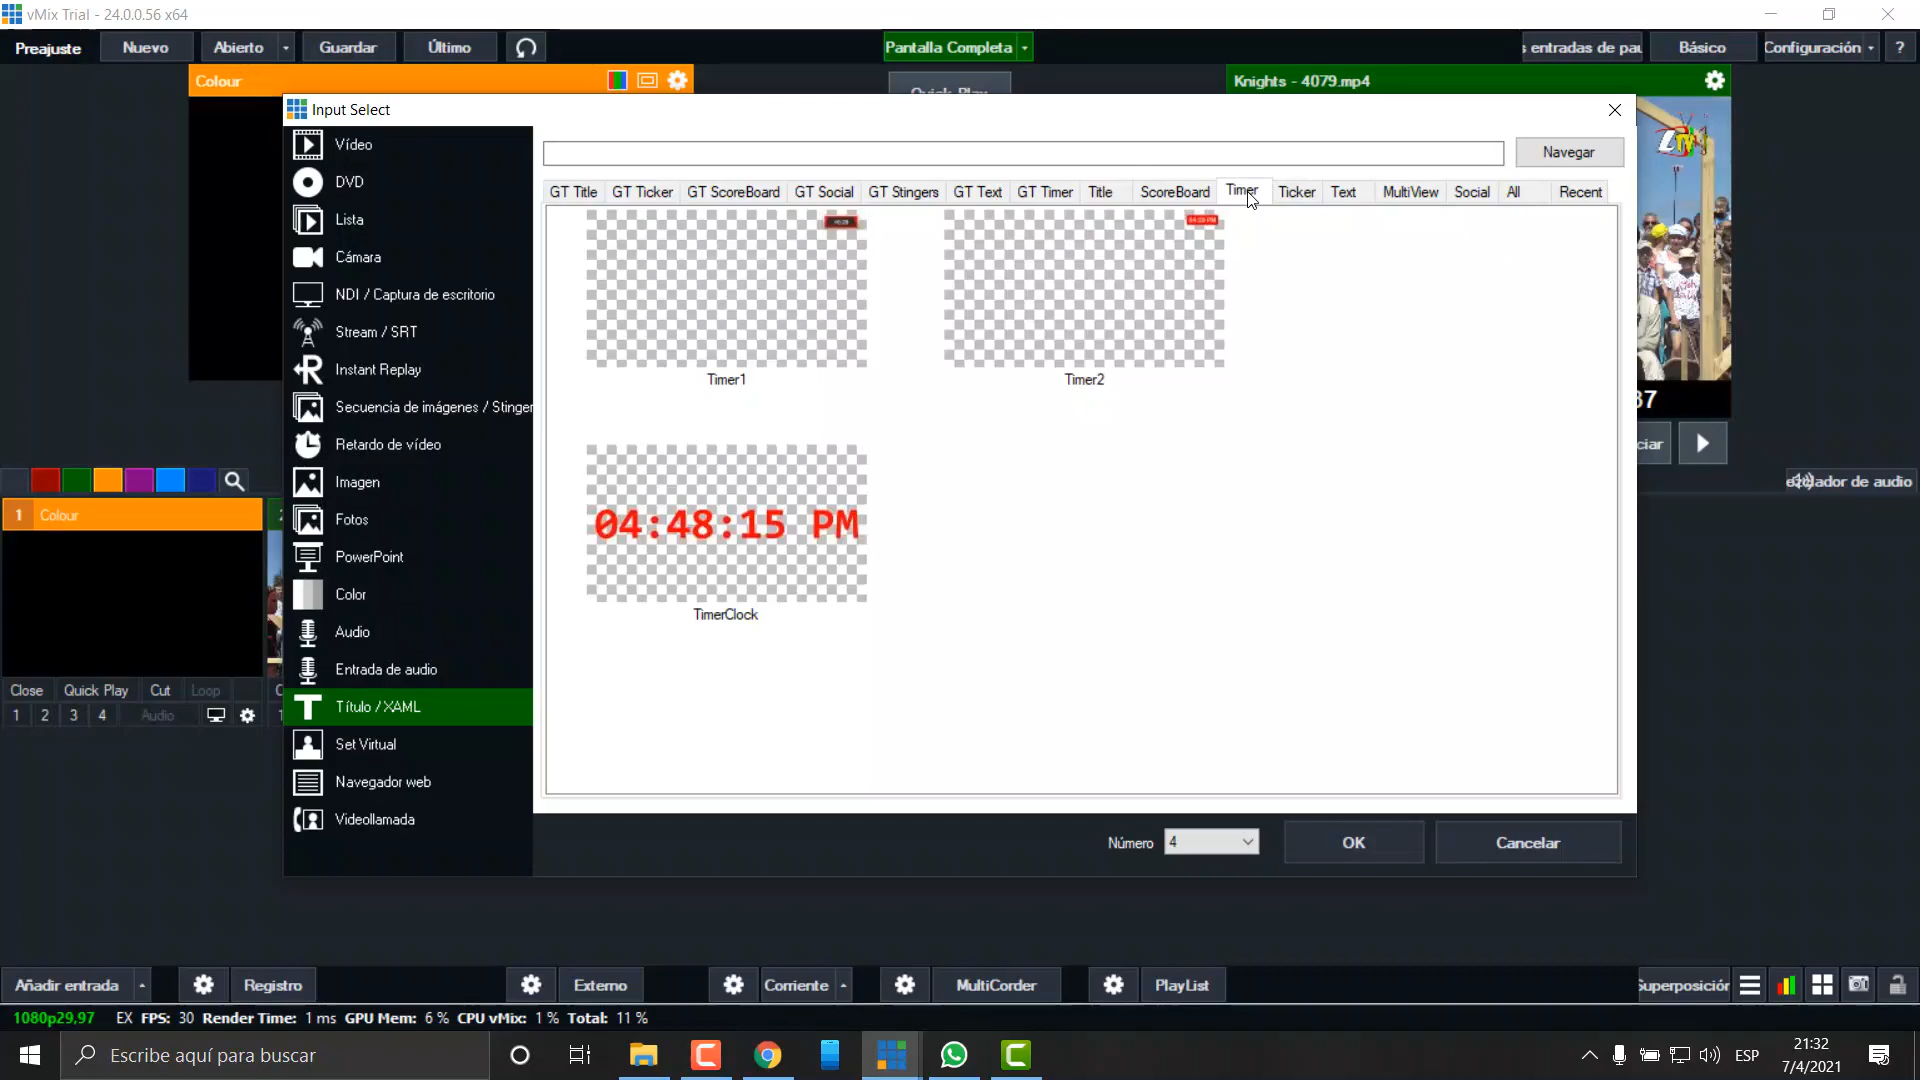 vMix Trial - 24.0.0.56 x64
Preajuste Nuevo Abierto Guardar Último Pantalla Completa entradas de Básico Configuración ?
Colour Knights - 4079.mp4
Input Select
Vídeo
DVD
Lista
Cámara
NDI / Captura de escritorio
Stream / SRT
Instant Replay
Secuencia de imágenes / Stinger
Retardo de vídeo
Imagen
Fotos
PowerPoint
Color
Audio
Entrada de audio
Título / XAML
Set Virtual
Navegador web
Videollamada
Navegar
GT Title GT Ticker GT ScoreBoard GT Social GT Stingers GT Text GT Timer Title ScoreBoard Timer Ticker Text MultiView Social All Recent
Timer1 Timer2
04:48:15 PM
TimerClock
Número 4 OK Cancelar
ZTV
37
de audio
1 Colour
Close Quick Play Cut Loop
1 2 3 4 Audio
Añadir entrada Registro Externo Corriente MultiCorder PlayList
1080p29,97 EX FPS: 30 Render Time: 1 ms GPU Mem: 6 % CPU vMix: 1 % Total: 11 %
Escribe aquí para buscar
ESP
21:32
7/4/2021